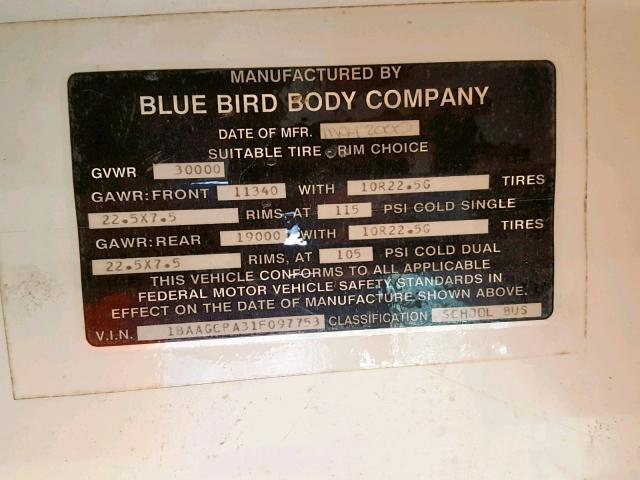 MANUFACTURED BY
BLUE BIRD BODY COMPANY
DATE OF MFR. MAY 2000
SUITABLE TIRE - RIM CHOICE
GVWR 30000
GAWR: FRONT 11340 WITH 10R22.5G TIRES
22.5X7.5 RIMS, AT 115 PSI COLD SINGLE
GAWR: REAR 19000 WITH 10R22.5G TIRES
22.5X7.5 RIMS, AT 105 PSI COLD DUAL
THIS VEHICLE CONFORMS TO ALL APPLICABLE
FEDERAL MOTOR VEHICLE SAFETY STANDARDS IN
EFFECT ON THE DATE OF MANUFACTURE SHOWN ABOVE.
V.I.N. 1BAAGCPA31F097753 CLASSIFICATION SCHOOL BUS